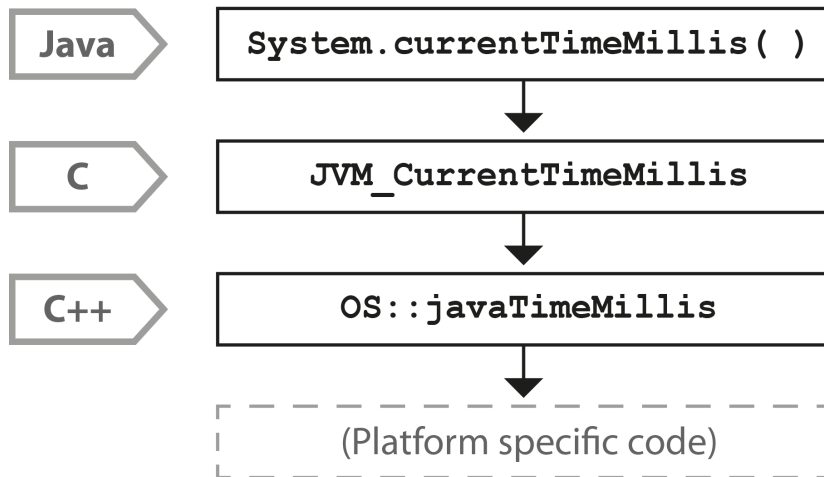 Java
System.currentTimeMillis( )
C
JVM_CurrentTimeMillis
C++
OS::javaTimeMillis
(Platform specific code)